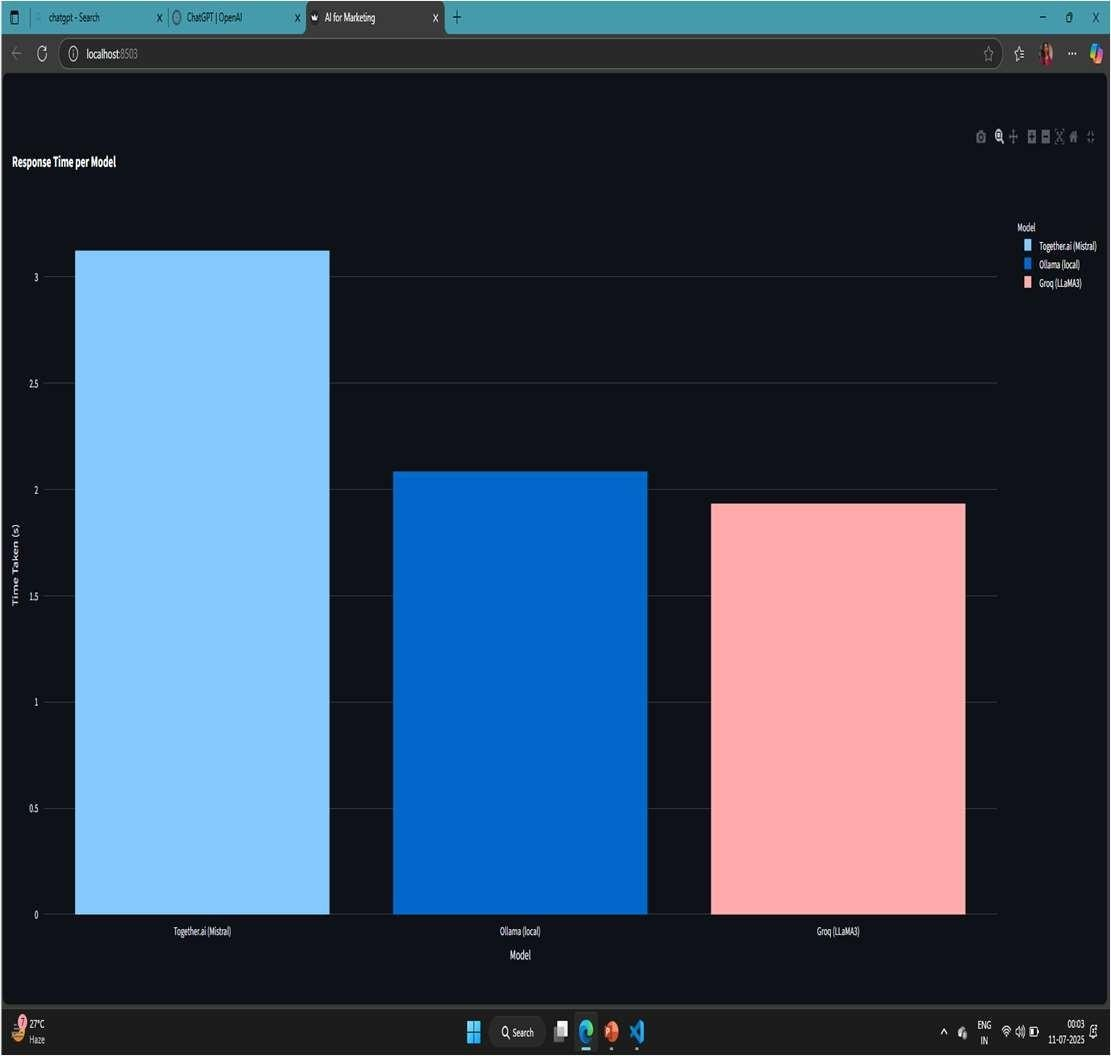 chatgpt - Search
ChatGPT | OpenAI
AI for Marketing
localhost:8503
Response Time per Model
Model
Together.ai (Mistral)
Ollama (local)
Groq (LLaMA3)
3
2.5
2
1.5
1
0.5
0
Time Taken (s)
Together.ai (Mistral)
Ollama (local)
Groq (LLaMA3)
Model
7
27°C
Haze
Search
P
ENG
IN
00:03
11-07-2025